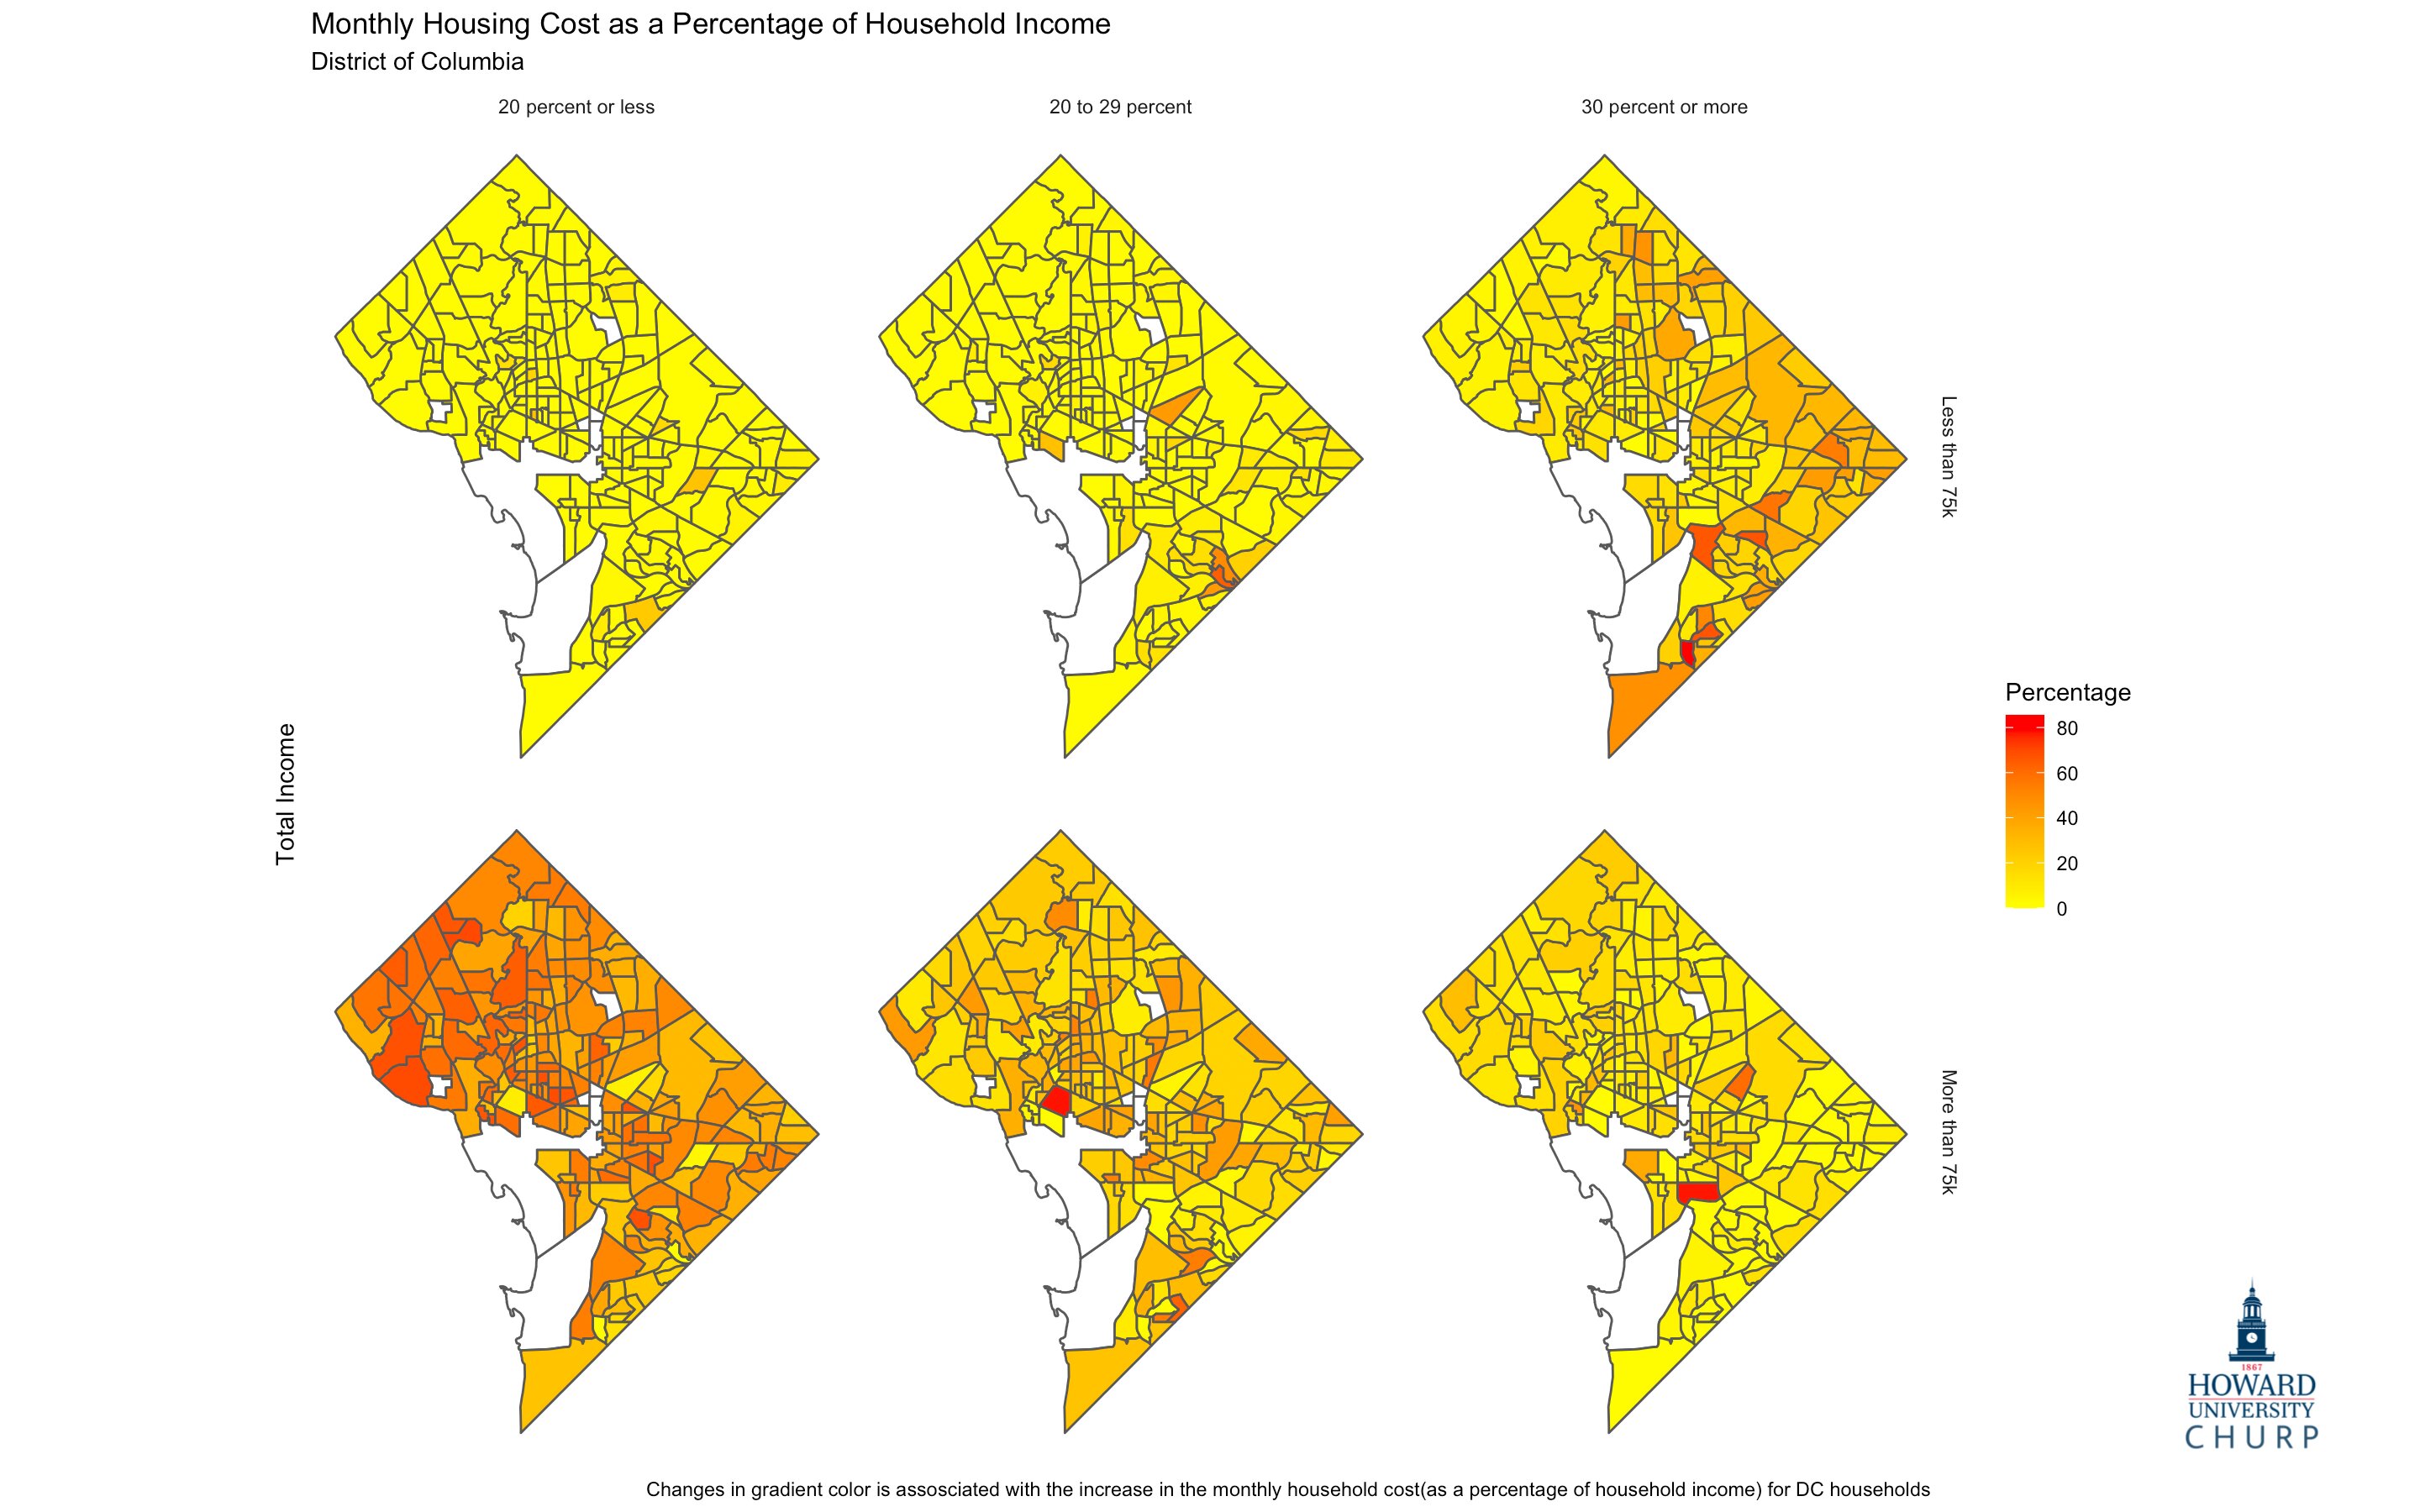 Monthly Housing Cost as a Percentage of Household Income
District of Columbia
20 percent or less
20 to 29 percent
30 percent or more
Less than 75k
Total Income
Percentage
80
60
40
20
0
More than 75k
1867
HOWARD
UNIVERSITY
CHURP
Changes in gradient color is assosciated with the increase in the monthly household cost(as a percentage of household income) for DC households